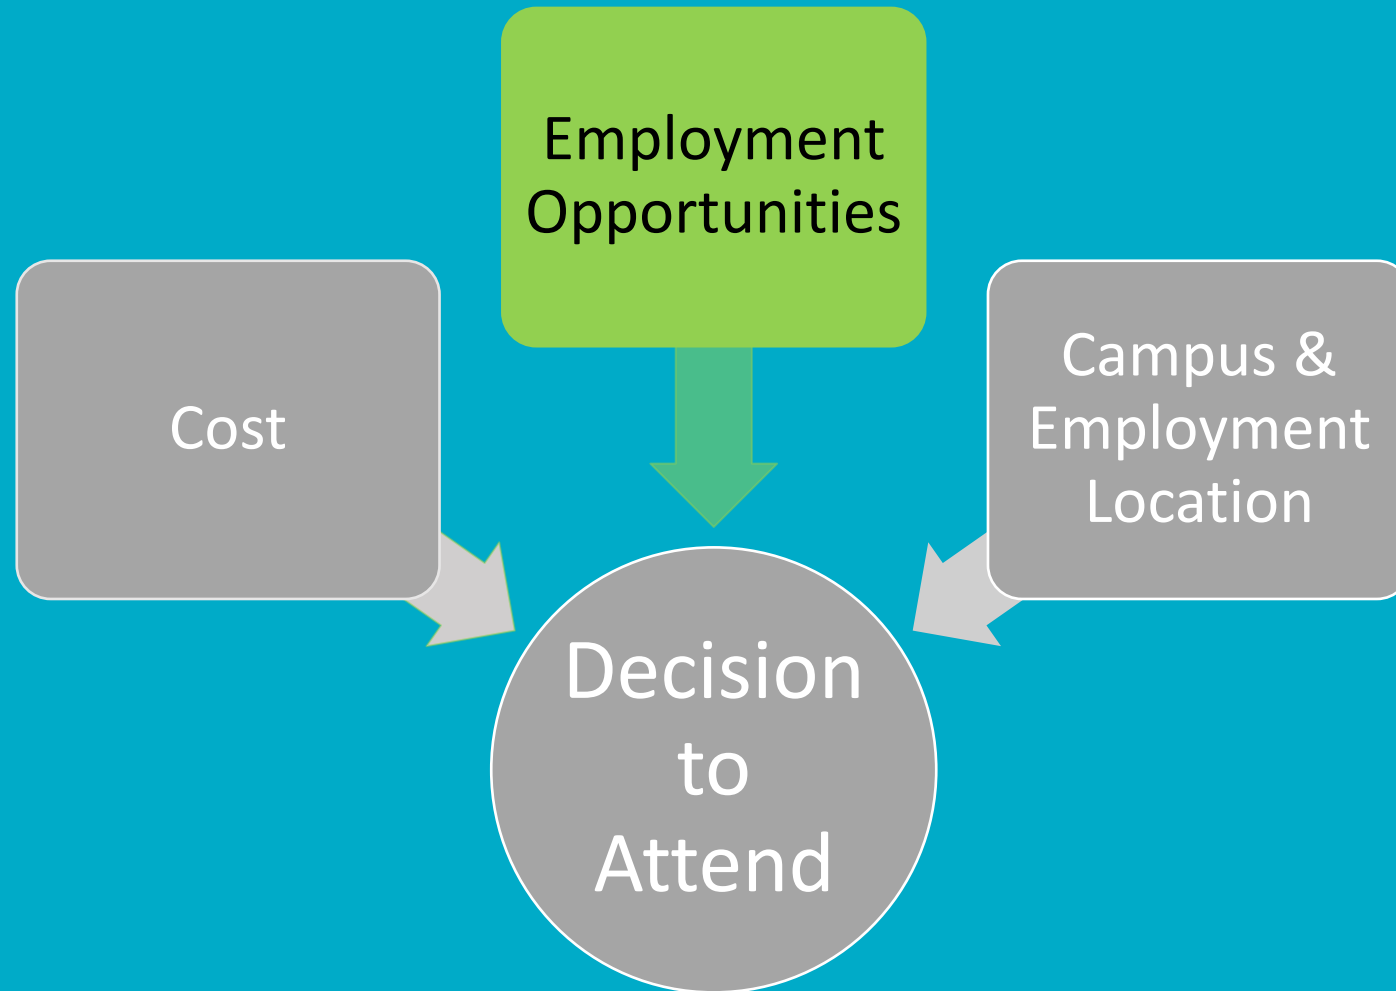 Employment
Opportunities
Cost
Campus &
Employment
Location
Decision
to
Attend